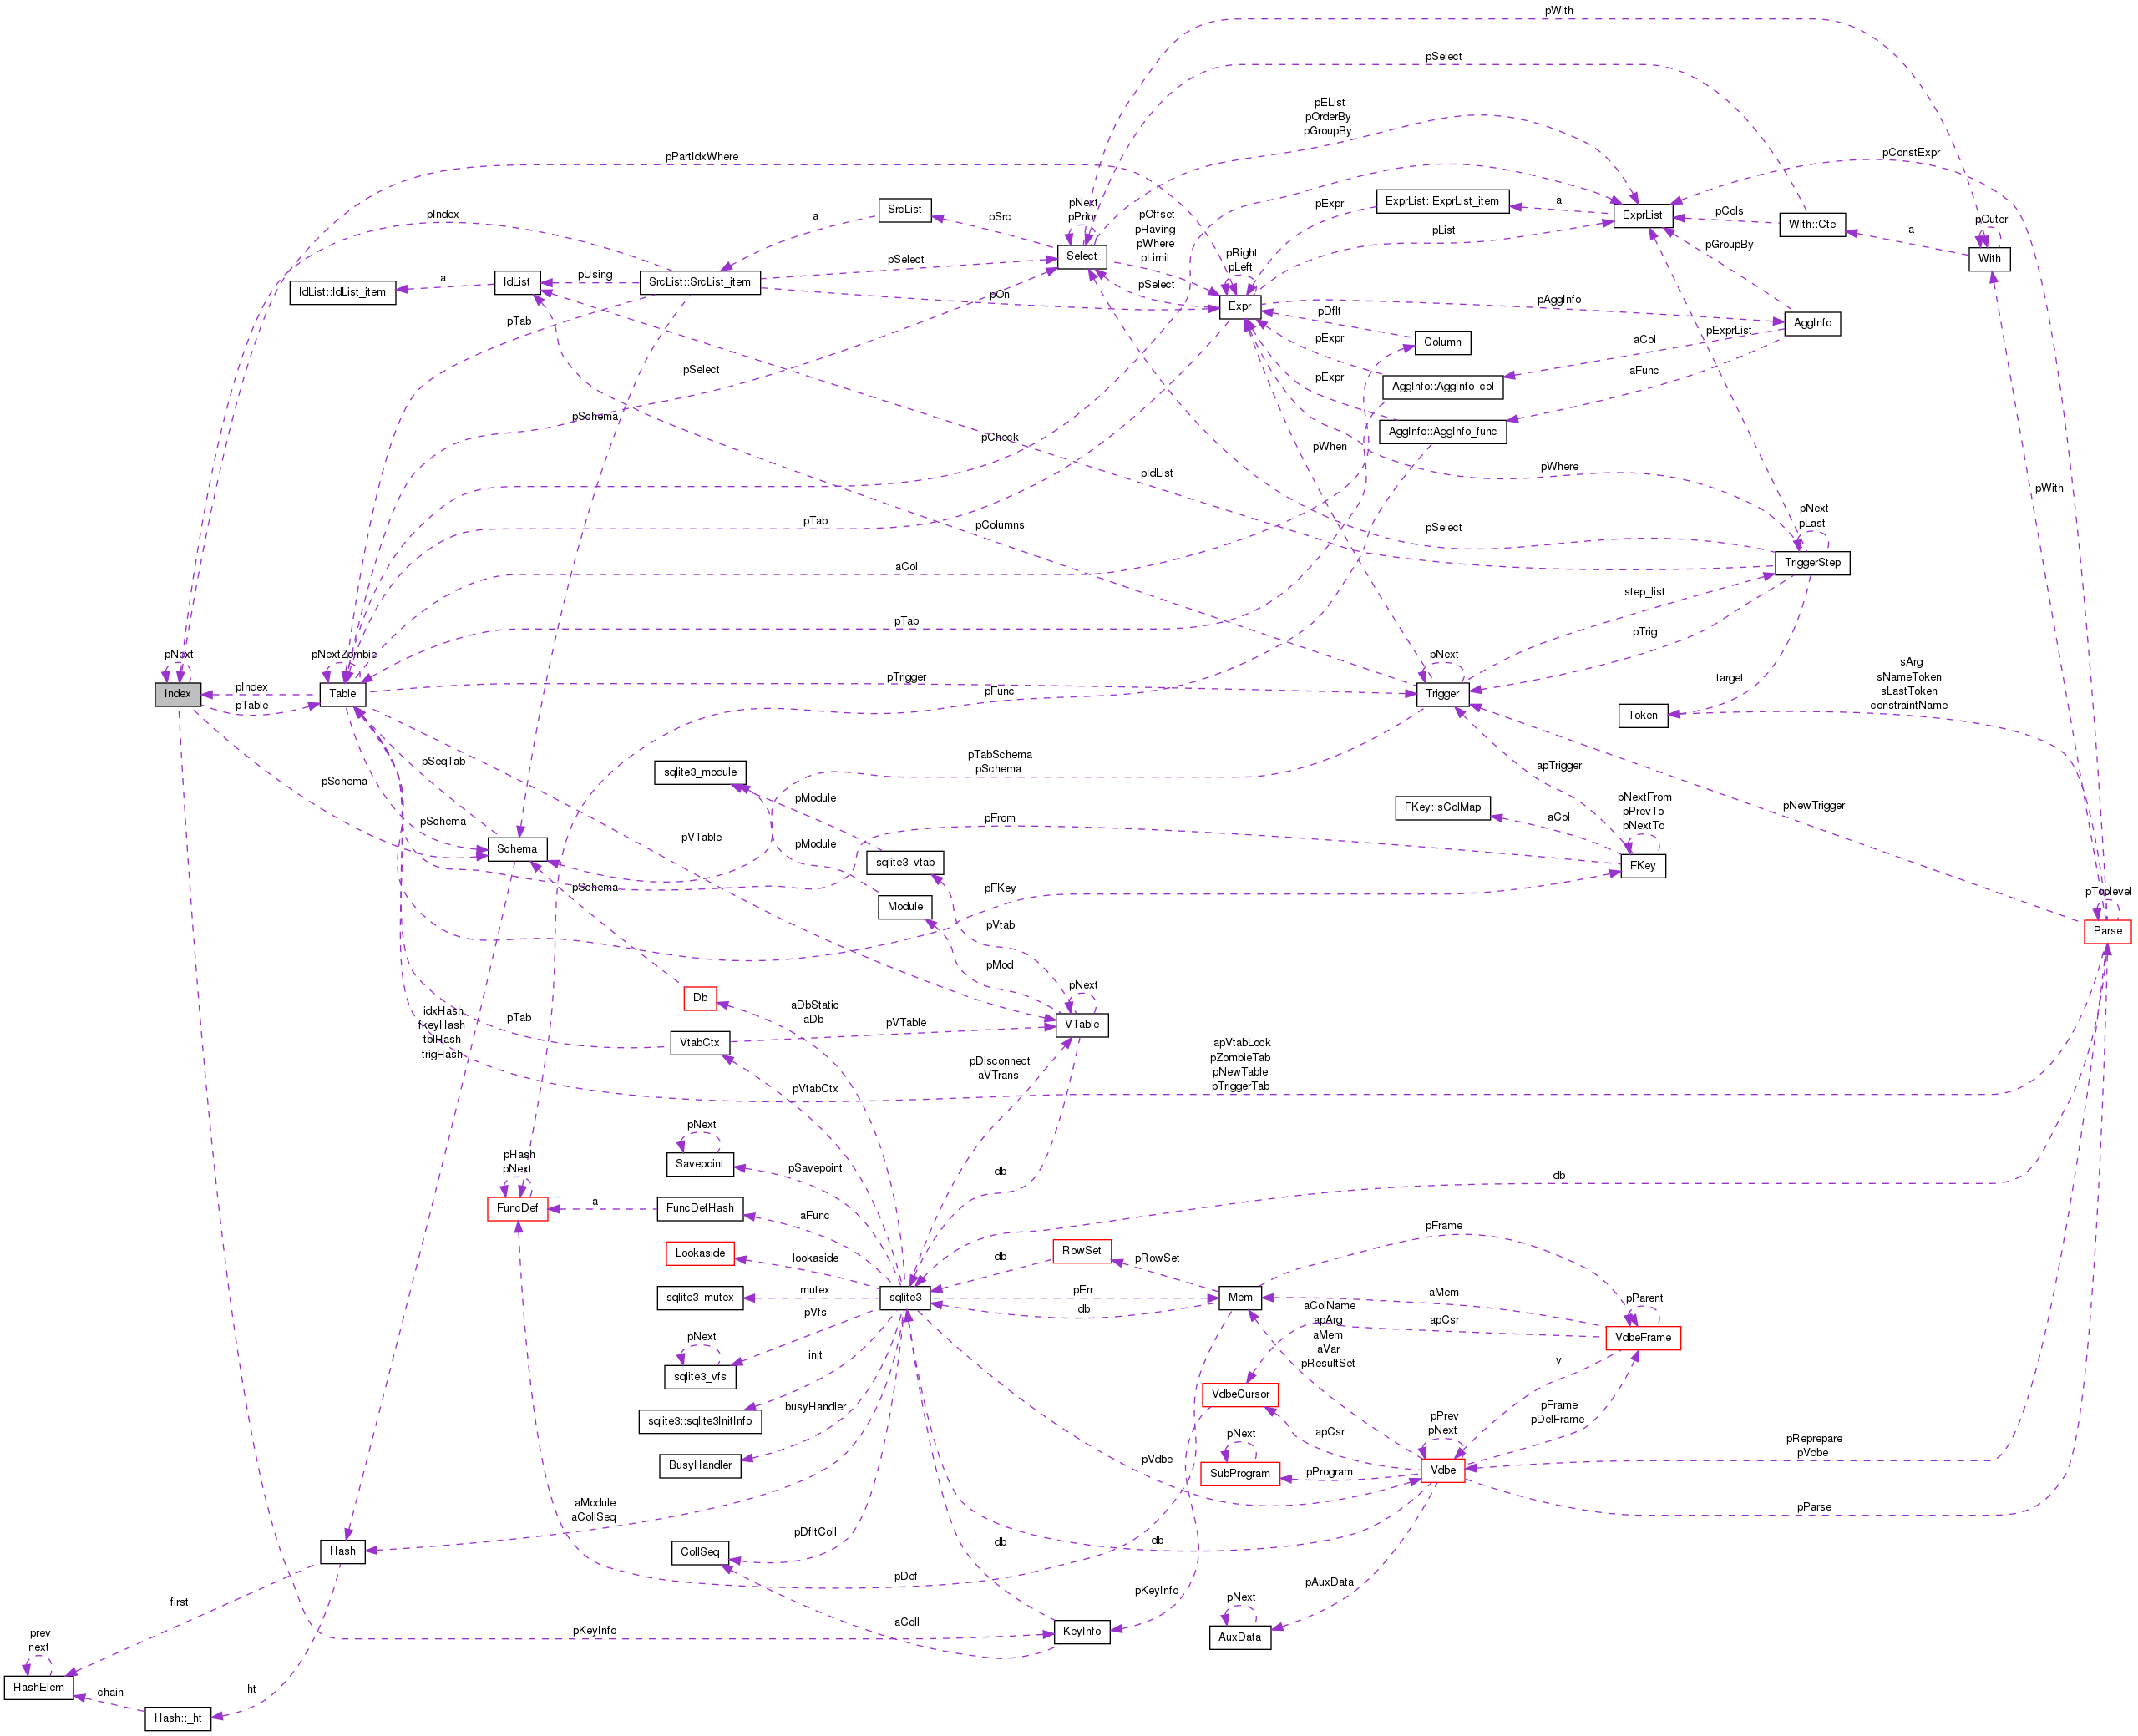 pWith
pSelect
pEList
pOrderBy
pGroupBy
pConstExpr
pPartIdxWhere
pIndex
SrcList
a
pSrc
pNext
pPrior
pOffset
pHaving
pWhere
pLimit
pExpr
ExprList::ExprList_item
a
ExprList
pCols
With::Cte
a
pOuter
With
Select
pList
pGroupBy
IdList::IdList_item
a
IdList
pUsing
SrcList::SrcList_item
pSelect
pOn
pSelect
pRight
pLeft
Expr
pAggInfo
AggInfo
pTab
pDflt
Column
pExprList
pExpr
aCol
pSelect
pExpr
AggInfo::AggInfo_col
aFunc
pSchema
AggInfo::AggInfo_func
pCheck
pWhen
pIdList
pWhere
pWith
pTab
pColumns
pSelect
pNext
pLast
TriggerStep
aCol
step_list
pTab
pTrig
pNext
pNextZombie
pNext
Index
pIndex
pTable
Table
pTrigger
pFunc
Trigger
target
Token
sArg
sNameToken
sLastToken
constraintName
pSchema
pSeqTab
sqlite3_module
pTabSchema
pSchema
apTrigger
pModule
FKey::sColMap
aCol
pNextFrom
pPrevTo
pNextTo
pNewTrigger
pSchema
pVTable
pFrom
Schema
pModule
sqlite3_vtab
FKey
pSchema
pFKey
Module
pVtab
pToplevel
Parse
pMod
pNext
Db
aDbStatic
aDb
VTable
idxHash
fkeyHash
tblHash
trigHash
pTab
VtabCtx
pVTable
pDisconnect
aVTrans
apVtabLock
pZombieTab
pNewTable
pTriggerTab
pVtabCtx
pNext
Savepoint
pSavepoint
db
db
pHash
pNext
FuncDef
a
FuncDefHash
aFunc
Lookaside
lookaside
RowSet
db
pRowSet
pFrame
sqlite3_mutex
mutex
sqlite3
pErr
db
Mem
aMem
pParent
VdbeFrame
apCsr
pVfs
pNext
sqlite3_vfs
init
aColName
apArg
aMem
aVar
pResultSet
v
sqlite3::sqlite3InitInfo
busyHandler
VdbeCursor
apCsr
pFrame
pDelFrame
pPrev
pNext
Vdbe
BusyHandler
pVdbe
pNext
SubProgram
pProgram
pReprepare
pVdbe
aModule
aCollSeq
pDfltColl
pParse
Hash
CollSeq
db
db
pDef
pAuxData
first
pKeyInfo
pNext
AuxData
aColl
pKeyInfo
KeyInfo
prev
next
HashElem
chain
ht
Hash::_ht